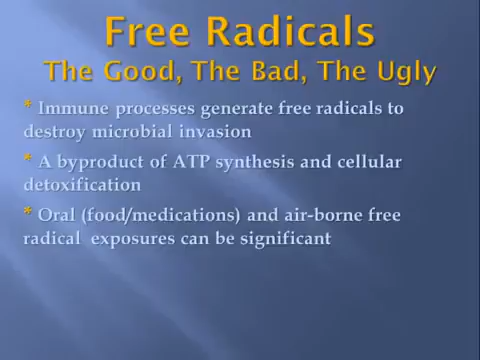 Free Radicals
The Good, The Bad, The Ugly
* Immune processes generate free radicals to
destroy microbial invasion
* A byproduct of ATP synthesis and cellular
detoxification
* Oral (food/medications) and air-borne free
radical exposures can be significant